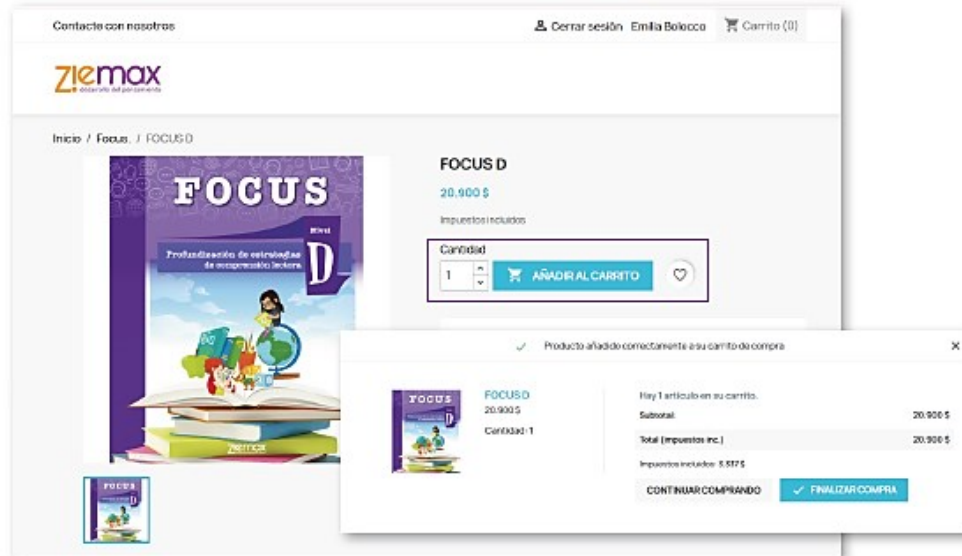 Contacte con nosotros
Cerrar sesión Emilia Bolocco Carrito (0)
ziemax
desarrollo del pensamiento
Inicio / Focus. / FOCUS D
FOCUS
Nivel
D
Profundización de estrategias
de comprensión lectora
ziemax
FOCUS D
20.900 $
Impuestos incluidos
Cantidad
1
AÑADIR AL CARRITO
Producto añadido correctamente a su carrito de compra
FOCUS
D
FOCUS D
20.900 $
Cantidad: 1
Hay 1 artículo en su carrito.
Subtotal: 20.900 $
Total (impuestos inc.) 20.900 $
Impuestos incluidos: 3.337 $
CONTINUAR COMPRANDO
FINALIZAR COMPRA
FOCUS
D